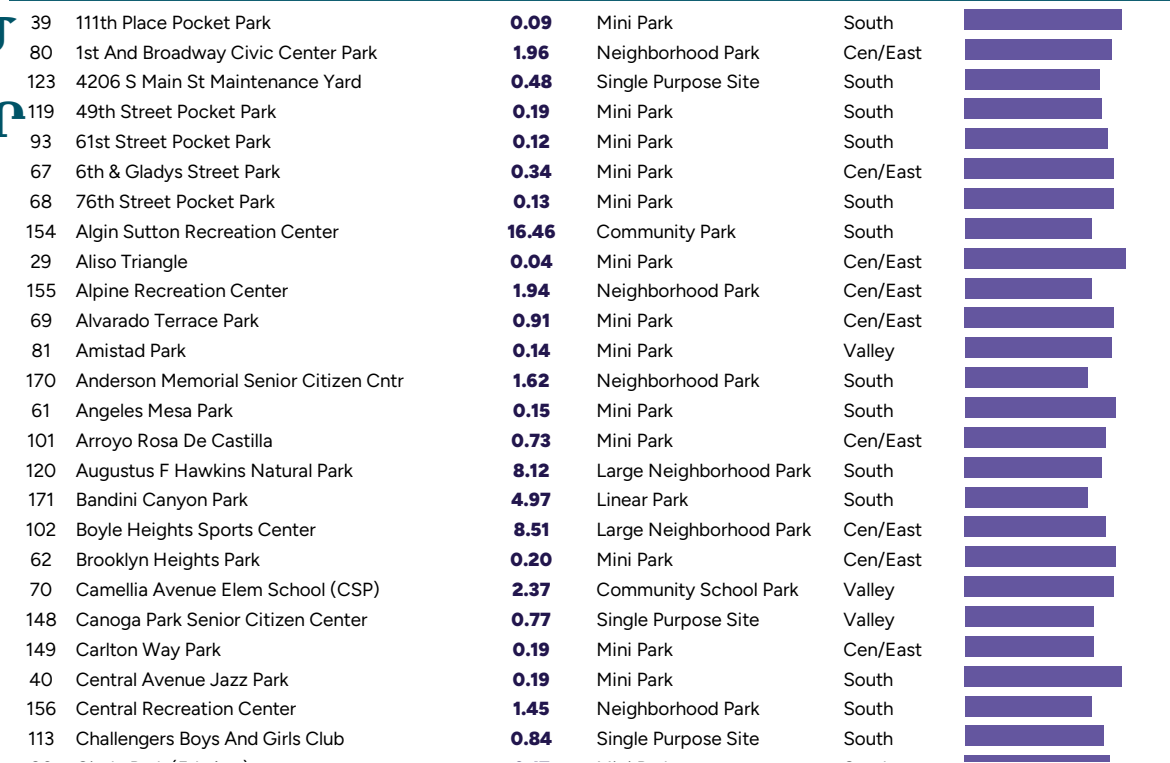 39 111th Place Pocket Park 0.09 Mini Park South
80 1st And Broadway Civic Center Park 1.96 Neighborhood Park Cen/East
123 4206 S Main St Maintenance Yard 0.48 Single Purpose Site South
119 49th Street Pocket Park 0.19 Mini Park South
93 61st Street Pocket Park 0.12 Mini Park South
67 6th & Gladys Street Park 0.34 Mini Park Cen/East
68 76th Street Pocket Park 0.13 Mini Park South
154 Algin Sutton Recreation Center 16.46 Community Park South
29 Aliso Triangle 0.04 Mini Park Cen/East
155 Alpine Recreation Center 1.94 Neighborhood Park Cen/East
69 Alvarado Terrace Park 0.91 Mini Park Cen/East
81 Amistad Park 0.14 Mini Park Valley
170 Anderson Memorial Senior Citizen Cntr 1.62 Neighborhood Park South
61 Angeles Mesa Park 0.15 Mini Park South
101 Arroyo Rosa De Castilla 0.73 Mini Park Cen/East
120 Augustus F Hawkins Natural Park 8.12 Large Neighborhood Park South
171 Bandini Canyon Park 4.97 Linear Park South
102 Boyle Heights Sports Center 8.51 Large Neighborhood Park Cen/East
62 Brooklyn Heights Park 0.20 Mini Park Cen/East
70 Camellia Avenue Elem School (CSP) 2.37 Community School Park Valley
148 Canoga Park Senior Citizen Center 0.77 Single Purpose Site Valley
149 Carlton Way Park 0.19 Mini Park Cen/East
40 Central Avenue Jazz Park 0.19 Mini Park South
156 Central Recreation Center 1.45 Neighborhood Park South
113 Challengers Boys And Girls Club 0.84 Single Purpose Site South